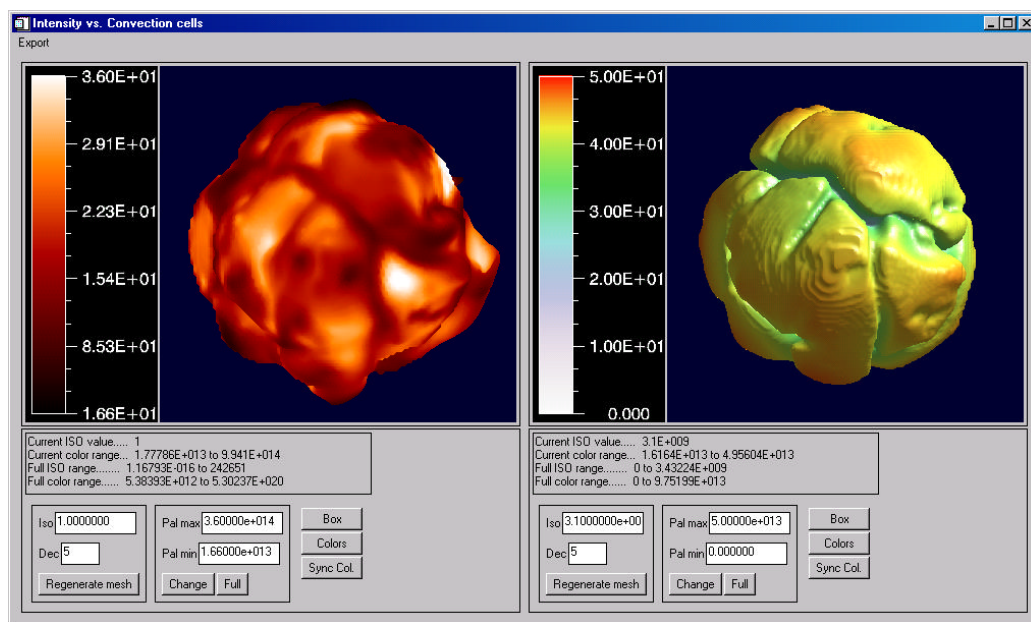 Intensity vs. Convection cells
Export
3.60E+01
2.91E+01
2.23E+01
1.54E+01
8.53E+01
1.66E+01
5.00E+01
4.00E+01
3.00E+01
2.00E+01
1.00E+01
0.000
Current ISO value..... 1
Current color range... 1.77786E+013 to 9.941E+014
Full ISO range........ 1.16793E-016 to 242651
Full color range...... 5.38393E+012 to 5.30237E+020
Current ISO value..... 3.1E+009
Current color range... 1.6164E+013 to 4.95604E+013
Full ISO range........ 0 to 3.43224E+009
Full color range...... 0 to 9.75199E+013
Iso 1.0000000
Dec 5
Regenerate mesh
Pal max 3.60000e+014
Pal min 1.66000e+013
Change Full
Box
Colors
Sync Col.
Iso 3.1000000e+00
Dec 5
Regenerate mesh
Pal max 5.00000e+013
Pal min 0.000000
Change Full
Box
Colors
Sync Col.